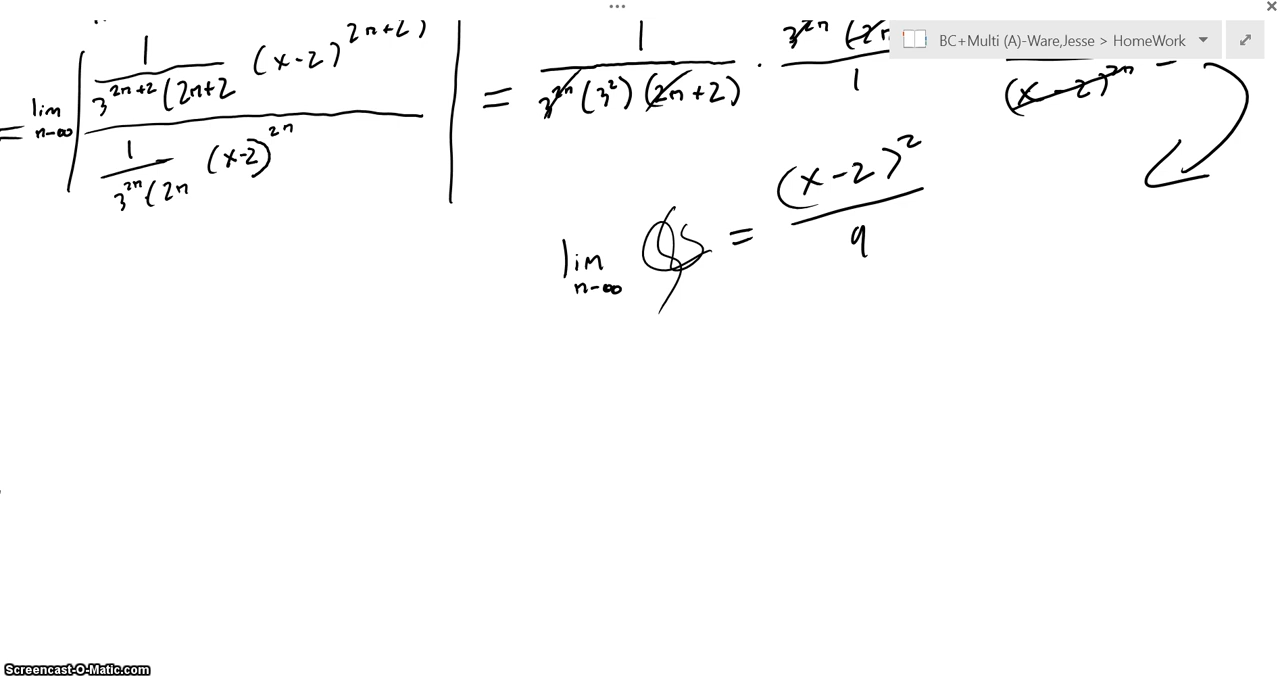 = lim n→∞ | 1 / 3^{2n+2} (2n+2 (x-2)^{2n+2)} / 1 / 3^{2n} (2n (x-2)^{2n} | = 1 / 3^{2n} (3^2) (2n+2) · 3^{2n} (2n / 1 (x-2)^{2n}
BC+Multi (A)-Ware,Jesse > HomeWork
lim n→∞ = (x-2)^2 / 9
Screencast-O-Matic.com